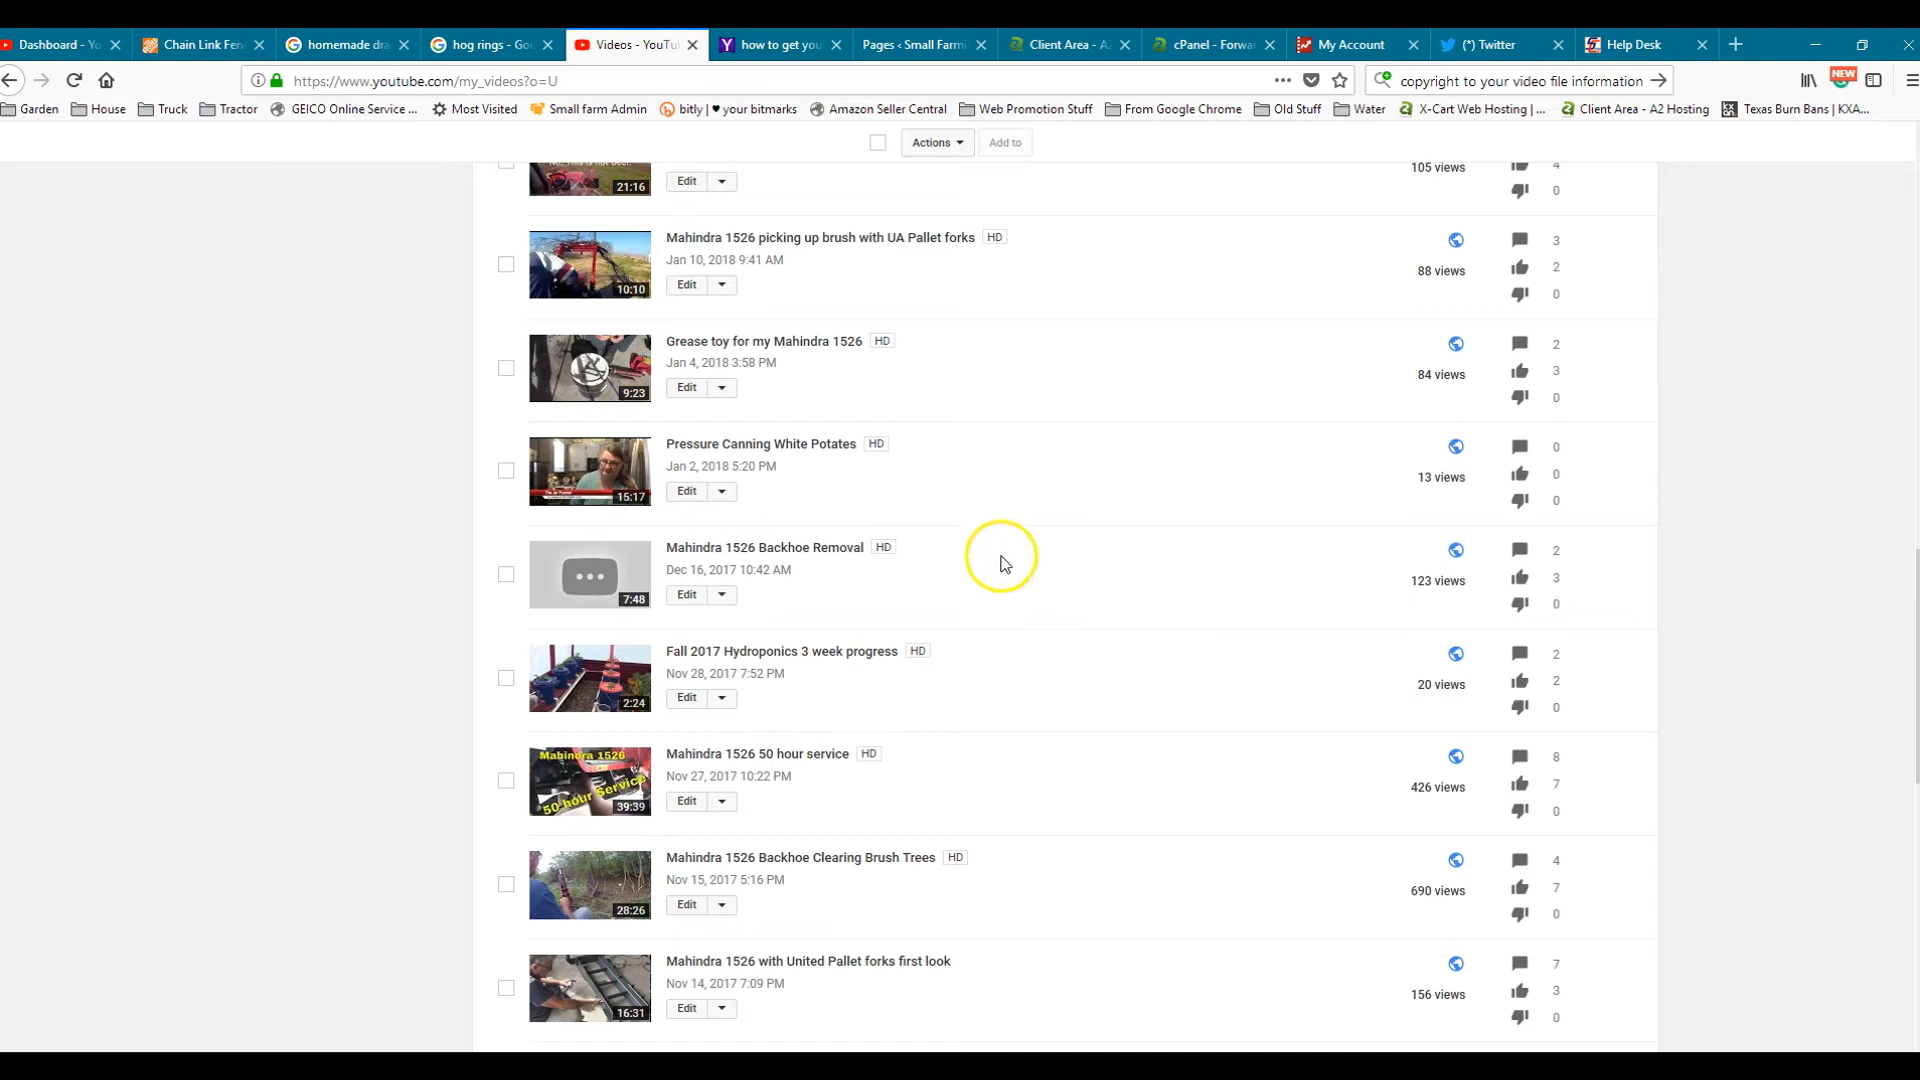 Dashboard - Yo
Chain Link Fen
homemade dra
hog rings - Goo
Videos - YouTu
how to get you
Pages ‹ Small Farmi
Client Area - A2
cPanel - Forwa
My Account
(*) Twitter
Help Desk
https://www.youtube.com/my_videos?o=U
copyright to your video file information
NEW
Garden
House
Truck
Tractor
GEICO Online Service ...
Most Visited
Small farm Admin
bitly | ♥ your bitmarks
Amazon Seller Central
Web Promotion Stuff
From Google Chrome
Old Stuff
Water
X-Cart Web Hosting | ...
Client Area - A2 Hosting
Texas Burn Bans | KXA...
Actions
Add to
21:16
Edit
105 views
4
0
Mahindra 1526 picking up brush with UA Pallet forks HD
Jan 10, 2018 9:41 AM
Edit
10:10
88 views
3
2
0
Grease toy for my Mahindra 1526 HD
Jan 4, 2018 3:58 PM
Edit
9:23
84 views
2
3
0
Pressure Canning White Potates HD
Jan 2, 2018 5:20 PM
Edit
15:17
13 views
0
0
0
Mahindra 1526 Backhoe Removal HD
Dec 16, 2017 10:42 AM
Edit
7:48
123 views
2
3
0
Fall 2017 Hydroponics 3 week progress HD
Nov 28, 2017 7:52 PM
Edit
2:24
20 views
2
2
0
Mahindra 1526
50 hour Service
39:39
Mahindra 1526 50 hour service HD
Nov 27, 2017 10:22 PM
Edit
426 views
8
7
0
Mahindra 1526 Backhoe Clearing Brush Trees HD
Nov 15, 2017 5:16 PM
Edit
28:26
690 views
4
7
0
Mahindra 1526 with United Pallet forks first look
Nov 14, 2017 7:09 PM
Edit
16:31
156 views
7
3
0